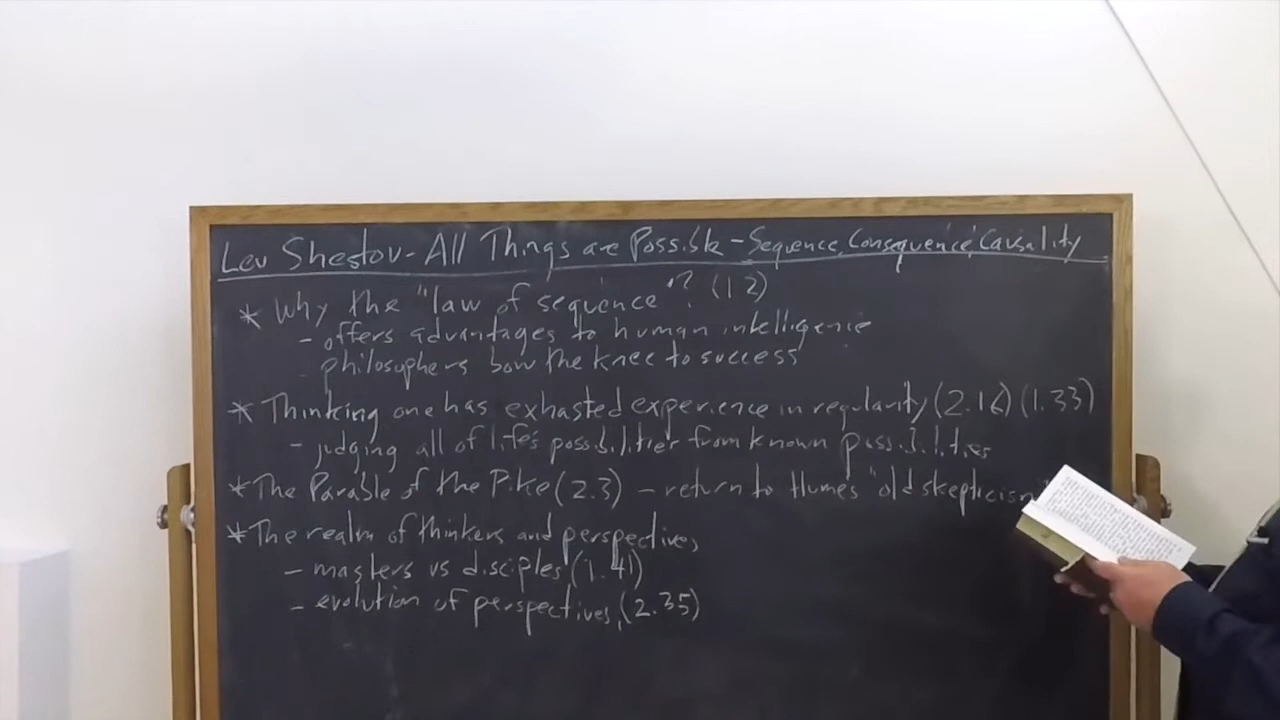 Lev Shestov - All Things are Possible - Sequence, Consequence, Causality
* Why the "law of sequence"? (1 2)
- offers advantages to human intelligence
- philosophers bow the knee to success
* Thinking one has exhasted experience in regularity (2.16) (1.33)
- judging all of life's possibilities from known possibilities
* The Parable of the Pike (2.3) - return to Hume's "old skepticism"
* The realm of thinkers and perspectives
- masters vs disciples (1.41)
- evolution of perspectives, (2.35)